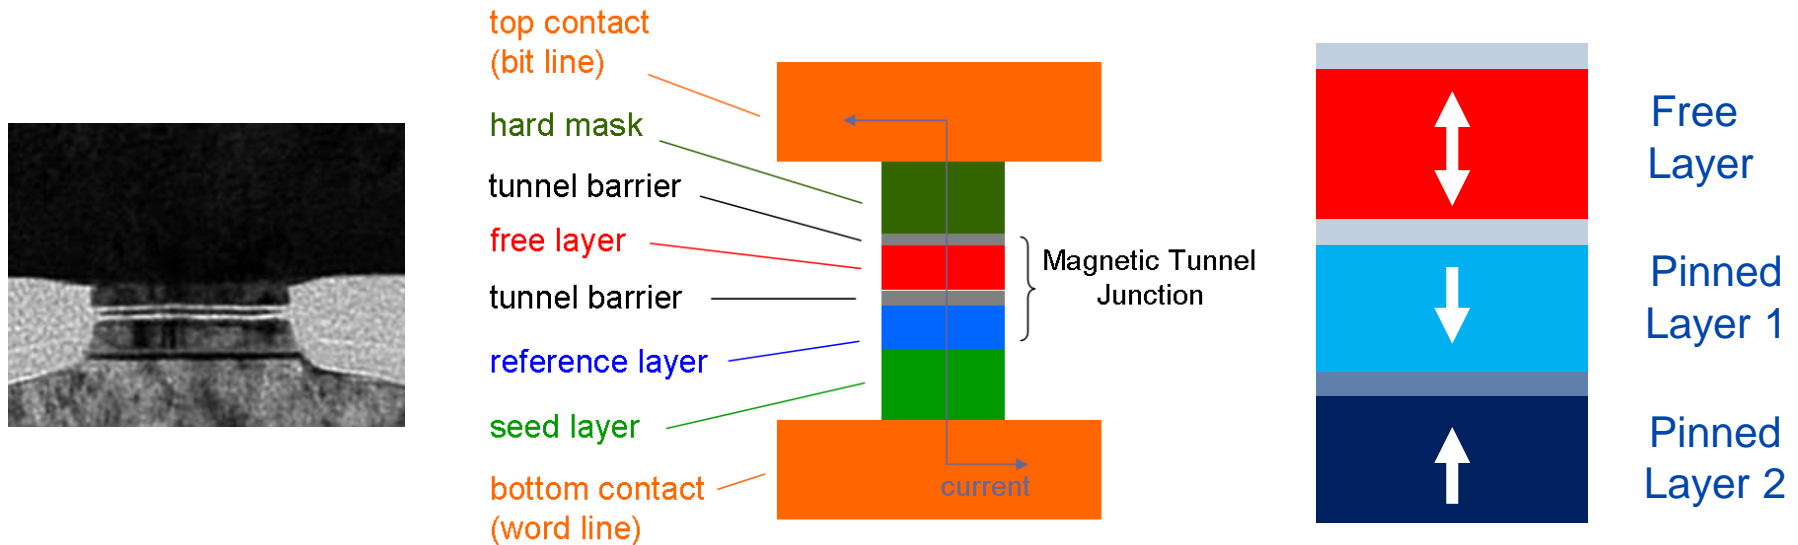 top contact
(bit line)
hard mask
tunnel barrier
free layer
tunnel barrier
reference layer
seed layer
bottom contact
(word line)
current
Magnetic Tunnel
Junction
Free
Layer
Pinned
Layer 1
Pinned
Layer 2